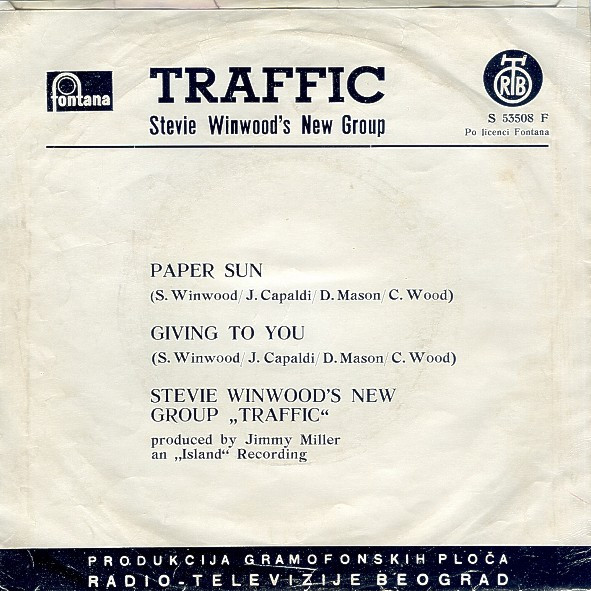 fontana
TRAFFIC
Stevie Winwood's New Group
RTB
S 53508 F
Po licenci Fontana
PAPER SUN
(S. Winwood/J. Capaldi/D. Mason/C. Wood)
GIVING TO YOU
(S. Winwood/J. Capaldi/D. Mason/C. Wood)
STEVIE WINWOOD'S NEW
GROUP „TRAFFIC“
produced by Jimmy Miller
an „Island“ Recording
PRODUKCIJA GRAMOFONSKIH PLOČA
RADIO-TELEVIZIJE BEOGRAD